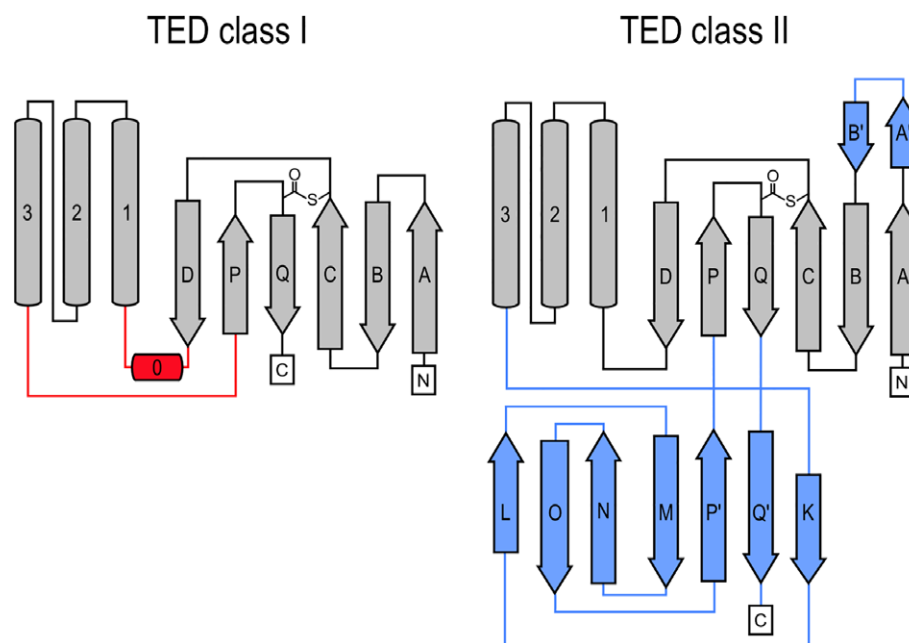 TED class I TED class II
B' A'
O O
S S
3 2 1 3 2 1
D P Q C B A D P Q C B A
0 C N N
L O N M P' Q' K
C